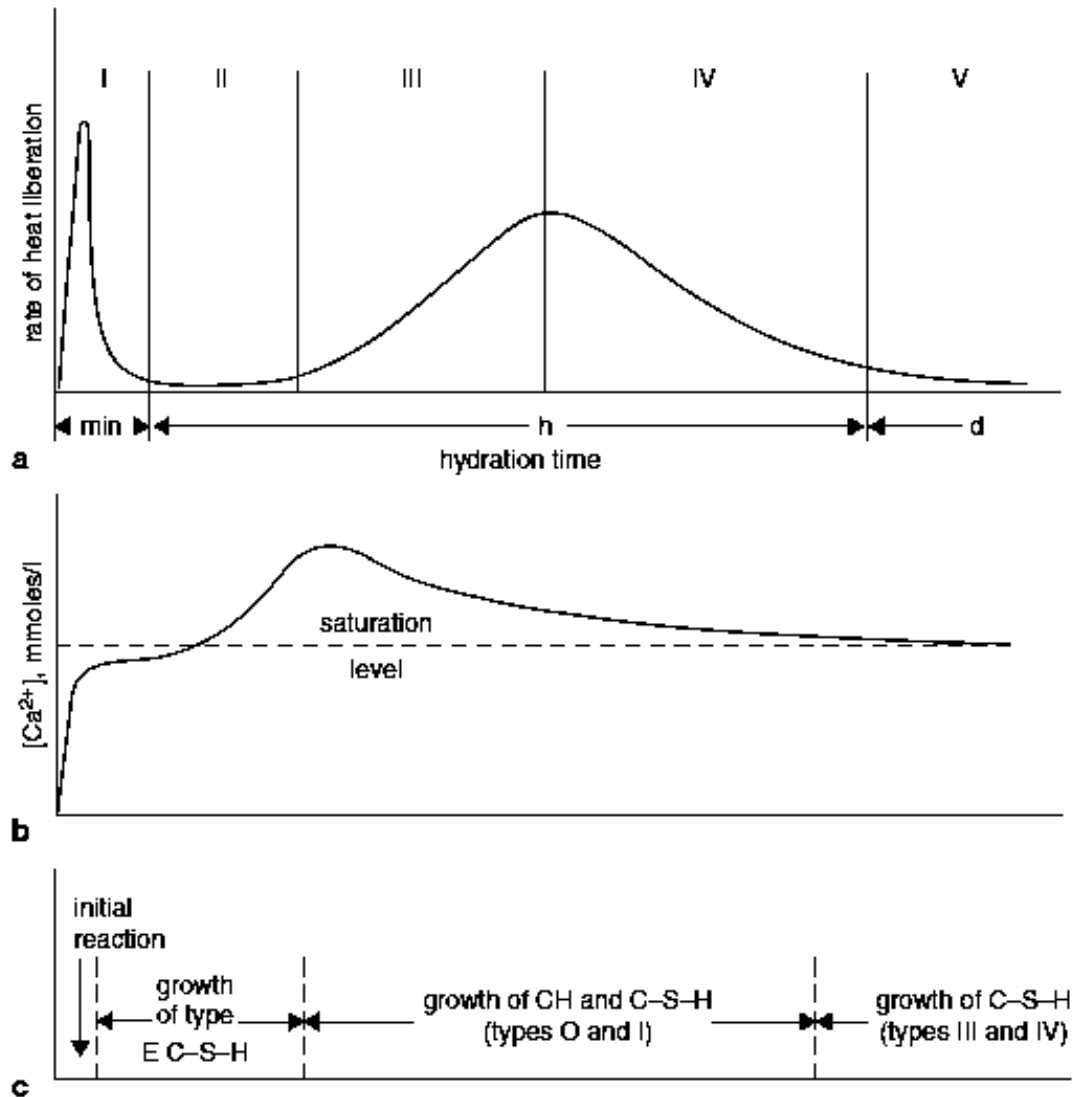 I II III IV V
rate of heat liberation
min h d
a
hydration time
[Ca²⁺], mmoles/l
saturation
level
b
initial
reaction
growth
of type
E C–S–H
growth of CH and C–S–H
(types O and I)
growth of C–S–H
(types III and IV)
c